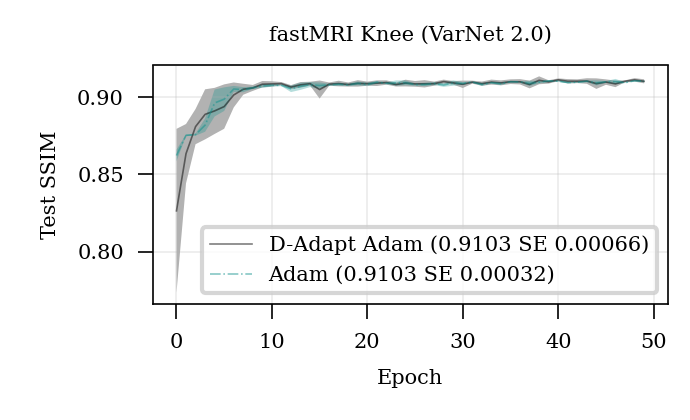 fastMRI Knee (VarNet 2.0)
Test SSIM
0.90
0.85
0.80
D-Adapt Adam (0.9103 SE 0.00066)
Adam (0.9103 SE 0.00032)
0 10 20 30 40 50
Epoch